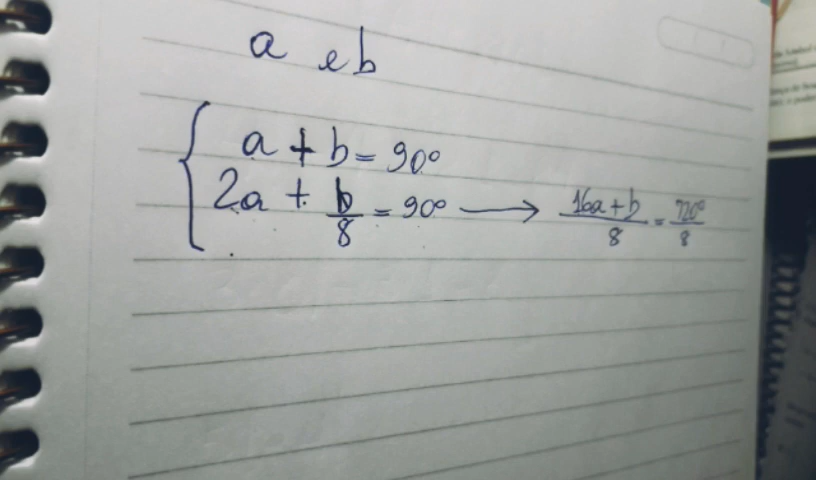 a e b
a + b = 90°
2a + b/8 = 90° → 16a + b/8 = 720°/8